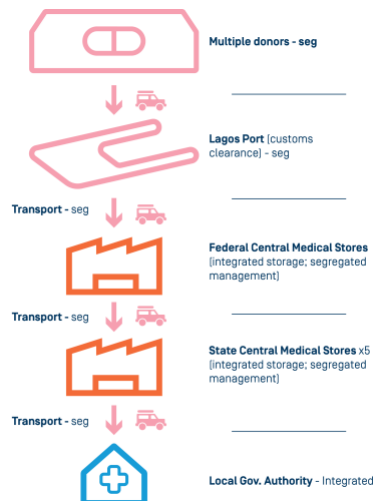 Multiple donors - seg
Lagos Port (customs
clearance) - seg
Transport - seg
Federal Central Medical Stores
(integrated storage; segregated
management)
Transport - seg
State Central Medical Stores x5
(integrated storage; segregated
management)
Transport - seg
Local Gov. Authority - Integrated